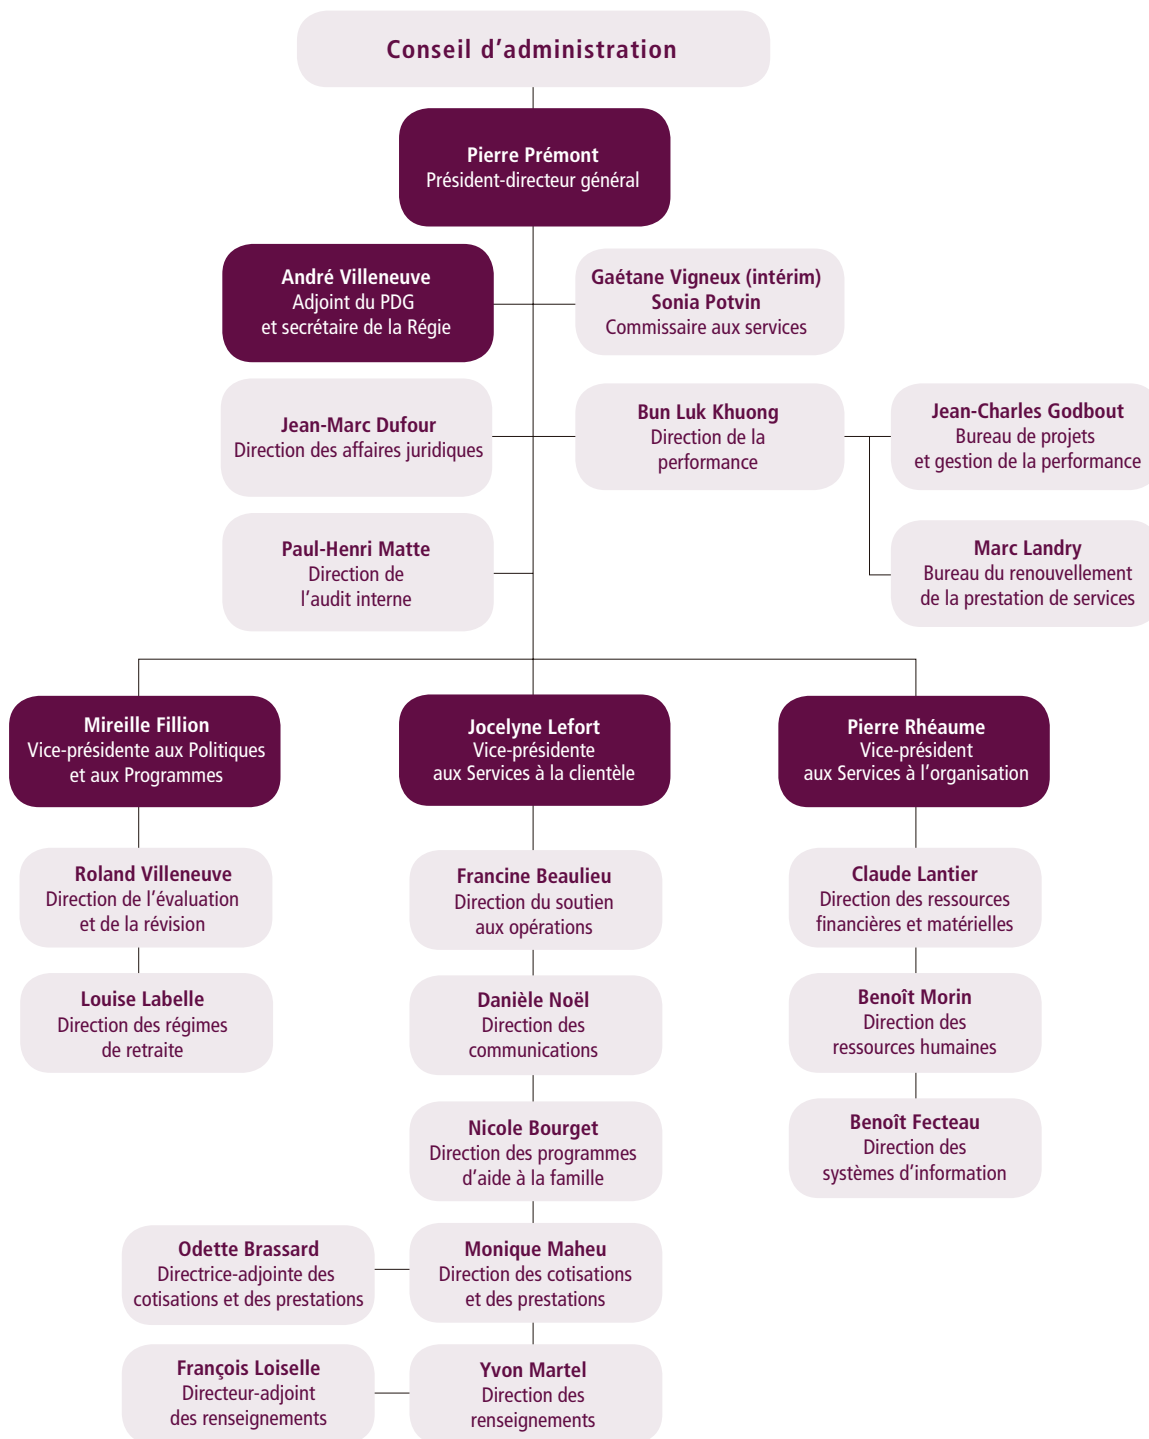 Conseil d’administration
Pierre Prémont
Président-directeur général
André Villeneuve
Adjoint du PDG
et secrétaire de la Régie
Gaétane Vigneux (intérim)
Sonia Potvin
Commissaire aux services
Jean-Marc Dufour
Direction des affaires juridiques
Bun Luk Khuong
Direction de la
performance
Jean-Charles Godbout
Bureau de projets
et gestion de la performance
Paul-Henri Matte
Direction de
l’audit interne
Marc Landry
Bureau du renouvellement
de la prestation de services
Mireille Fillion
Vice-présidente aux Politiques
et aux Programmes
Jocelyne Lefort
Vice-présidente
aux Services à la clientèle
Pierre Rhéaume
Vice-président
aux Services à l’organisation
Roland Villeneuve
Direction de l’évaluation
et de la révision
Francine Beaulieu
Direction du soutien
aux opérations
Claude Lantier
Direction des ressources
financières et matérielles
Louise Labelle
Direction des régimes
de retraite
Danièle Noël
Direction des
communications
Benoît Morin
Direction des
ressources humaines
Nicole Bourget
Direction des programmes
d’aide à la famille
Benoît Fecteau
Direction des
systèmes d’information
Odette Brassard
Directrice-adjointe des
cotisations et des prestations
Monique Maheu
Direction des cotisations
et des prestations
François Loiselle
Directeur-adjoint
des renseignements
Yvon Martel
Direction des
renseignements